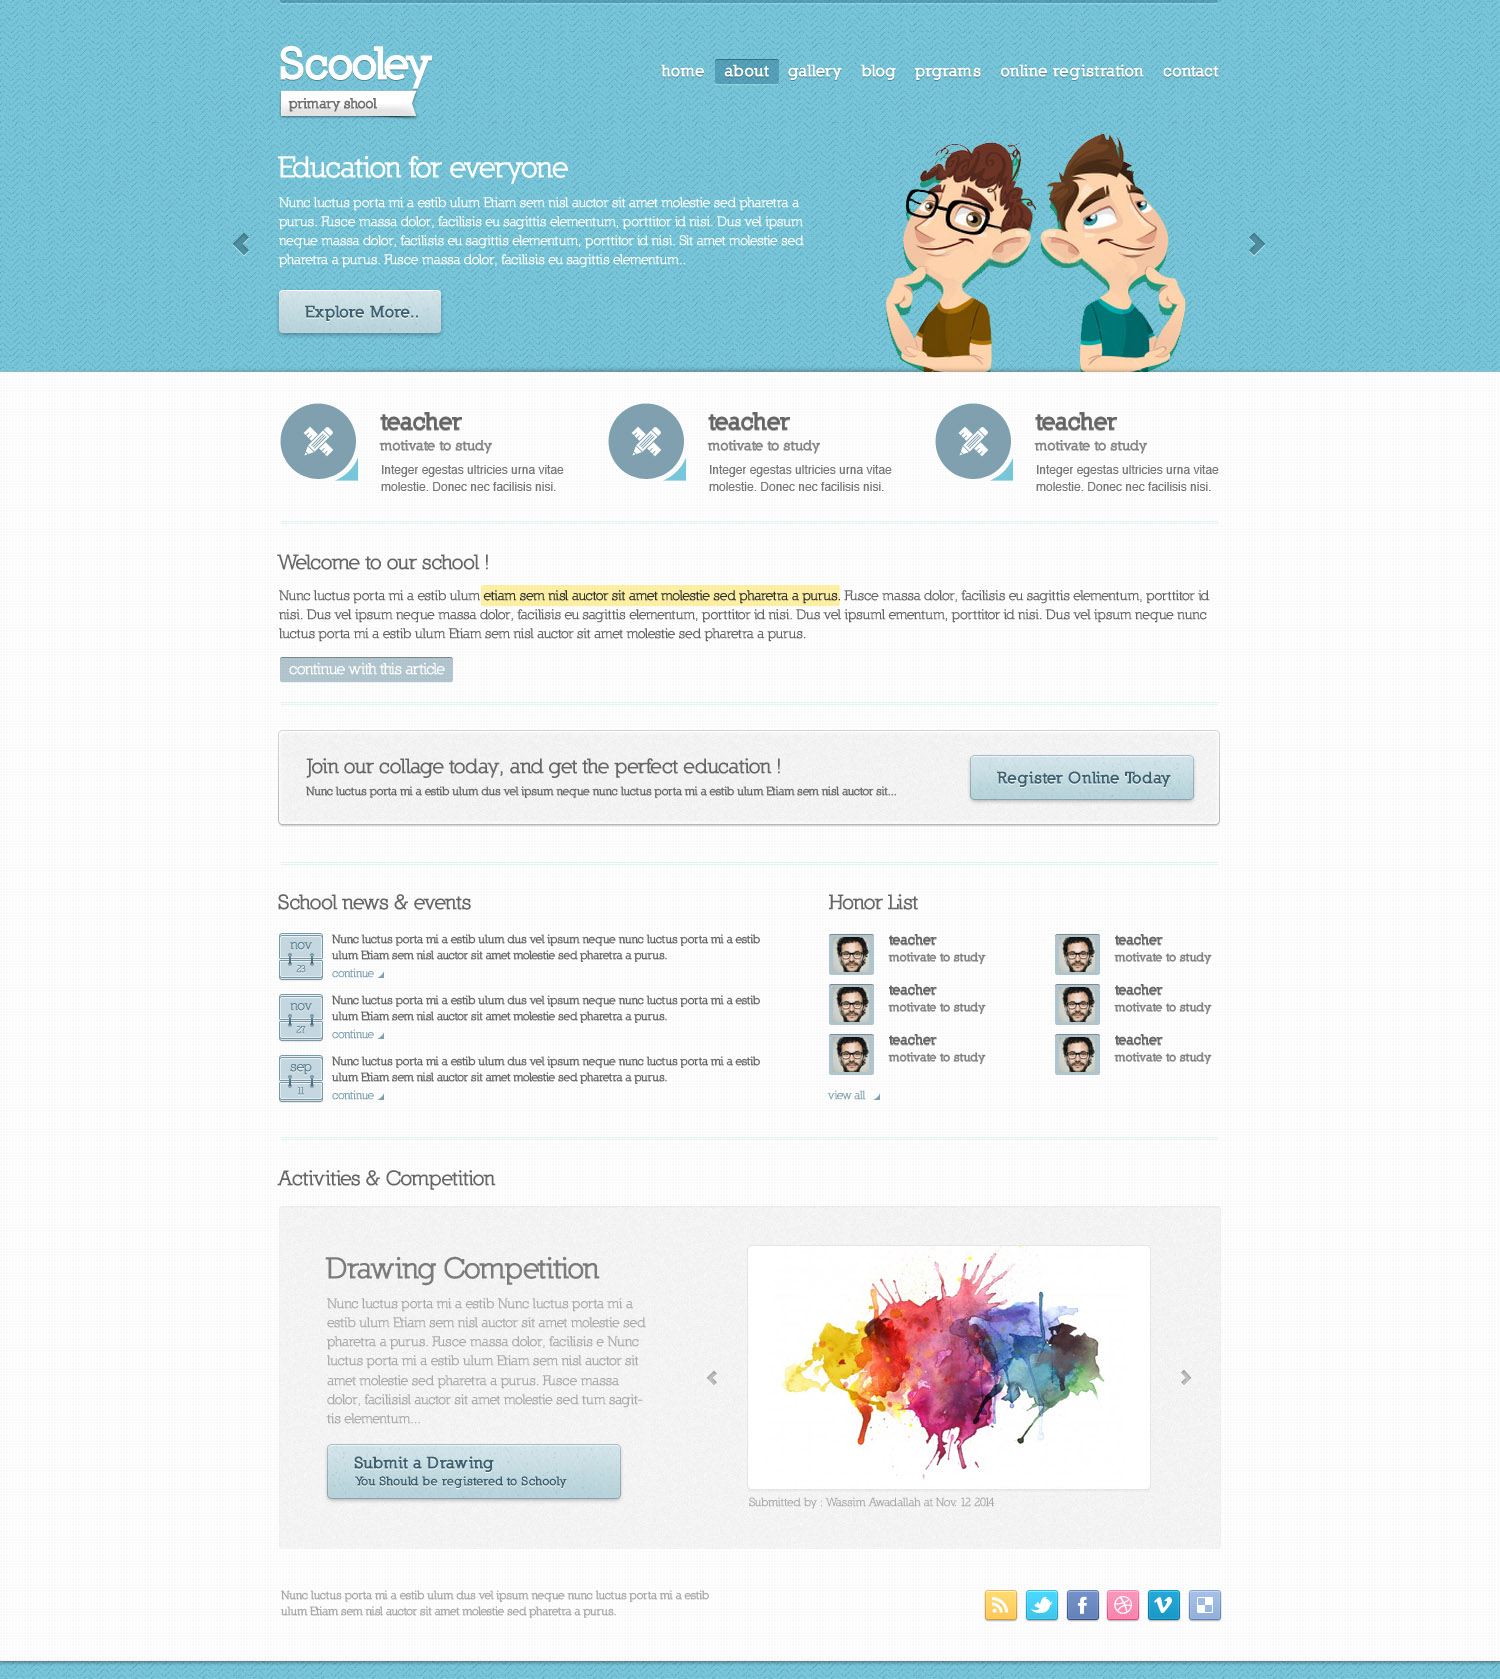 Scooley
primary shool
home about gallery blog prgrams online registration contact
Education for everyone
Nunc luctus porta mi a estib ulum Etiam sem nisl auctor sit amet molestie sed pharetra a
purus. Fusce massa dolor, facilisis eu sagittis elementum, porttitor id nisi. Dus vel ipsum
neque massa dolor, facilisis eu sagittis elementum, porttitor id nisi. Sit amet molestie sed
pharetra a purus. Fusce massa dolor, facilisis eu sagittis elementum..
Explore More..
teacher
motivate to study
Integer egestas ultricies urna vitae
molestie. Donec nec facilisis nisi.
teacher
motivate to study
Integer egestas ultricies urna vitae
molestie. Donec nec facilisis nisi.
teacher
motivate to study
Integer egestas ultricies urna vitae
molestie. Donec nec facilisis nisi.
Welcome to our school !
Nunc luctus porta mi a estib ulum etiam sem nisl auctor sit amet molestie sed pharetra a purus. Fusce massa dolor, facilisis eu sagittis elementum, porttitor id
nisi. Dus vel ipsum neque massa dolor, facilisis eu sagittis elementum, porttitor id nisi. Dus vel ipsuml ementum, porttitor id nisi. Dus vel ipsum neque nunc
luctus porta mi a estib ulum Etiam sem nisl auctor sit amet molestie sed pharetra a purus.
continue with this article
Join our collage today, and get the perfect education !
Nunc luctus porta mi a estib ulum dus vel ipsum neque nunc luctus porta mi a estib ulum Etiam sem nisl auctor sit...
Register Online Today
School news & events
nov
23
Nunc luctus porta mi a estib ulum dus vel ipsum neque nunc luctus porta mi a estib
ulum Etiam sem nisl auctor sit amet molestie sed pharetra a purus.
continue
nov
27
Nunc luctus porta mi a estib ulum dus vel ipsum neque nunc luctus porta mi a estib
ulum Etiam sem nisl auctor sit amet molestie sed pharetra a purus.
continue
sep
11
Nunc luctus porta mi a estib ulum dus vel ipsum neque nunc luctus porta mi a estib
ulum Etiam sem nisl auctor sit amet molestie sed pharetra a purus.
continue
Honor List
teacher
motivate to study
teacher
motivate to study
teacher
motivate to study
teacher
motivate to study
teacher
motivate to study
teacher
motivate to study
view all
Activities & Competition
Drawing Competition
Nunc luctus porta mi a estib Nunc luctus porta mi a
estib ulum Etiam sem nisl auctor sit amet molestie sed
pharetra a purus. Fusce massa dolor, facilisis e Nunc
luctus porta mi a estib ulum Etiam sem nisl auctor sit
amet molestie sed pharetra a purus. Fusce massa
dolor, facilisisl auctor sit amet molestie sed tum sagit-
tis elementum...
Submit a Drawing
You Should be registered to Schooly
Submitted by : Wassim Awadallah at Nov. 12 2014
Nunc luctus porta mi a estib ulum dus vel ipsum neque nunc luctus porta mi a estib
ulum Etiam sem nisl auctor sit amet molestie sed pharetra a purus.